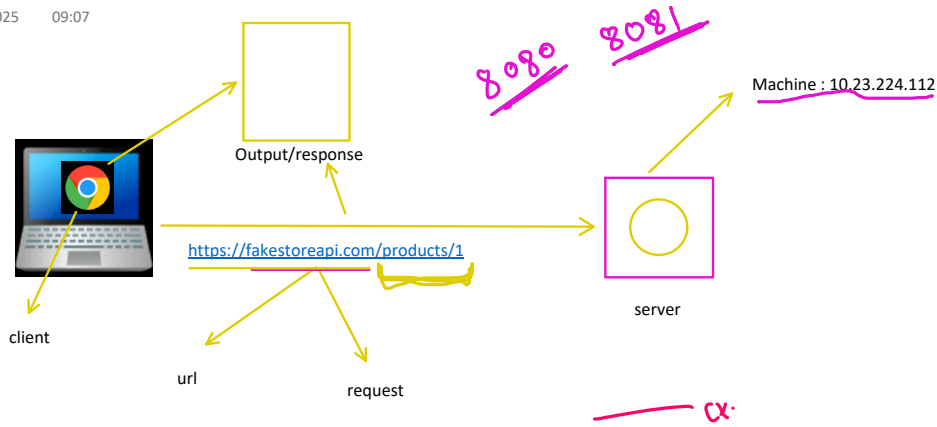 025 09:07
8080 8081
Machine : 10.23.224.112
Output/response
https://fakestoreapi.com/products/1
server
client
url
request
cx.